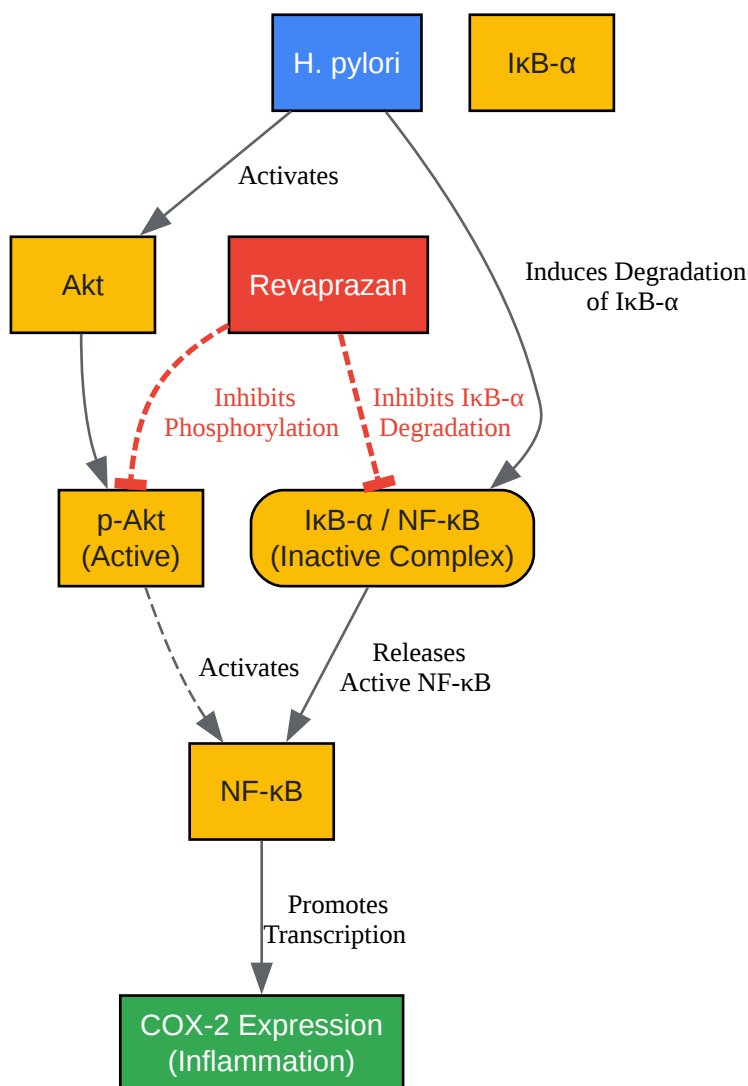 H. pylori
IκB-α
Activates
Akt
Revaprazan
Induces Degradation
of IκB-α
Inhibits
Phosphorylation
Inhibits IκB-α
Degradation
p-Akt
(Active)
IκB-α / NF-κB
(Inactive Complex)
Activates
Releases
Active NF-κB
NF-κB
Promotes
Transcription
COX-2 Expression
(Inflammation)